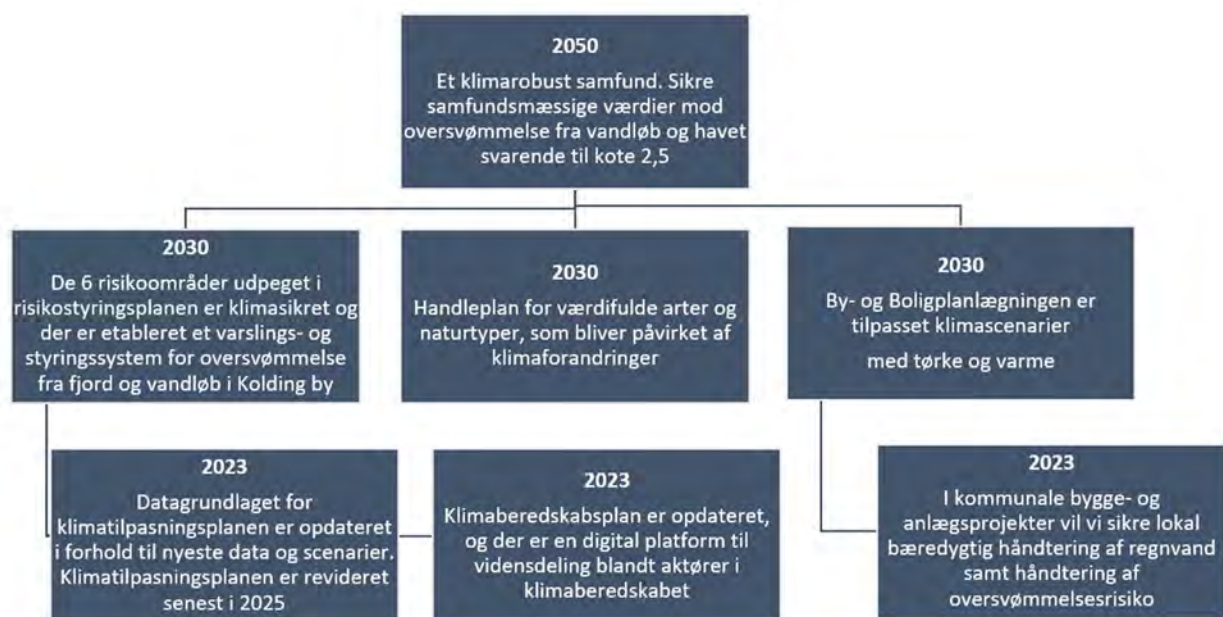 2050
Et klimarobust samfund. Sikre
samfundsmæssige værdier mod
oversvømmelse fra vandløb og havet
svarende til kote 2,5
2030
De 6 risikoområder udpeget i
risikostyringsplanen er klimasikret og
der er etableret et varslings- og
styringssystem for oversvømmelse
fra fjord og vandløb i Kolding by
2030
Handleplan for værdifulde arter og
naturtyper, som bliver påvirket af
klimaforandringer
2030
By- og Boligplanlægningen er
tilpasset klimascenarier
med tørke og varme
2023
Datagrundlaget for
klimatilpasningsplanen er opdateret
i forhold til nyeste data og scenarier.
Klimatilpasningsplanen er revideret
senest i 2025
2023
Klimaberedskabsplan er opdateret,
og der er en digital platform til
vidensdeling blandt aktører i
klimaberedskabet
2023
I kommunale bygge- og
anlægsprojekter vil vi sikre lokal
bæredygtig håndtering af regnvand
samt håndtering af
oversvømmelsesrisiko